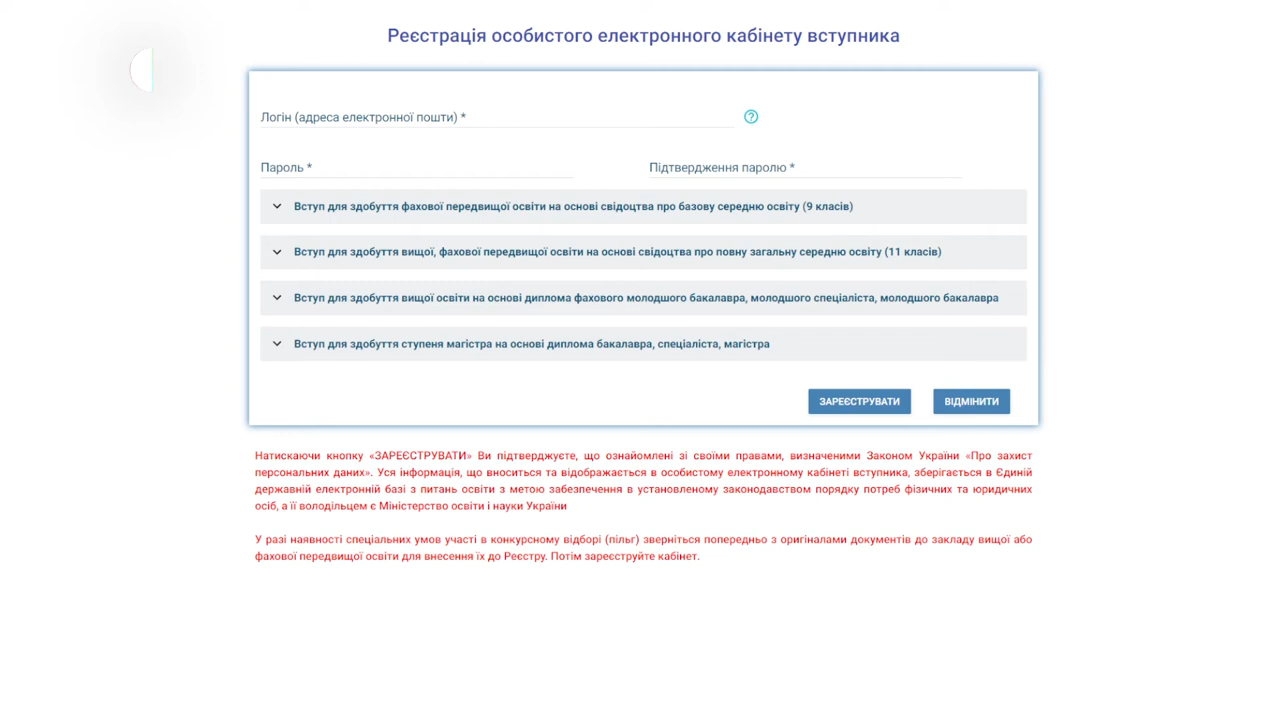 Реєстрація особистого електронного кабінету вступника
Логін (адреса електронної пошти) *
Пароль *
Підтвердження паролю *
Вступ для здобуття фахової передвищої освіти на основі свідоцтва про базову середню освіту (9 класів)
Вступ для здобуття вищої, фахової передвищої освіти на основі свідоцтва про повну загальну середню освіту (11 класів)
Вступ для здобуття вищої освіти на основі диплома фахового молодшого бакалавра, молодшого спеціаліста, молодшого бакалавра
Вступ для здобуття ступеня магістра на основі диплома бакалавра, спеціаліста, магістра
ЗАРЕЄСТРУВАТИ
ВІДМІНИТИ
Натискаючи кнопку «ЗАРЕЄСТРУВАТИ» Ви підтверджуєте, що ознайомлені зі своїми правами, визначеними Законом України «Про захист
персональних даних». Уся інформація, що вноситься та відображається в особистому електронному кабінеті вступника, зберігається в Єдиній
державній електронній базі з питань освіти з метою забезпечення в установленому законодавством порядку потреб фізичних та юридичних
осіб, а її володільцем є Міністерство освіти і науки України
У разі наявності спеціальних умов участі в конкурсному відборі (пільг) зверніться попередньо з оригіналами документів до закладу вищої або
фахової передвищої освіти для внесення їх до Реєстру. Потім зареєструйте кабінет.